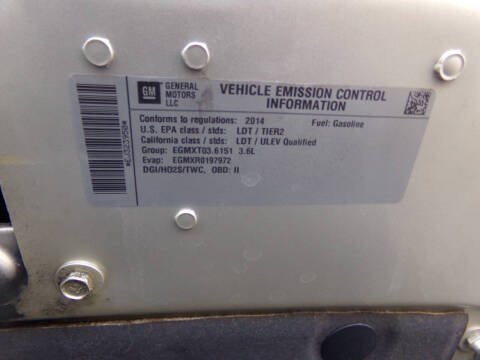 GM
GENERAL
MOTORS
LLC
VEHICLE EMISSION CONTROL
INFORMATION
Conforms to regulations: 2014 Fuel: Gasoline
U.S. EPA class / stds: LDT / TIER2
California class / stds: LDT / ULEV Qualified
Group: EGMXT03.6151 3.6L
Evap: EGMXR0197972
DGI/HO2S/TWC, OBD: II